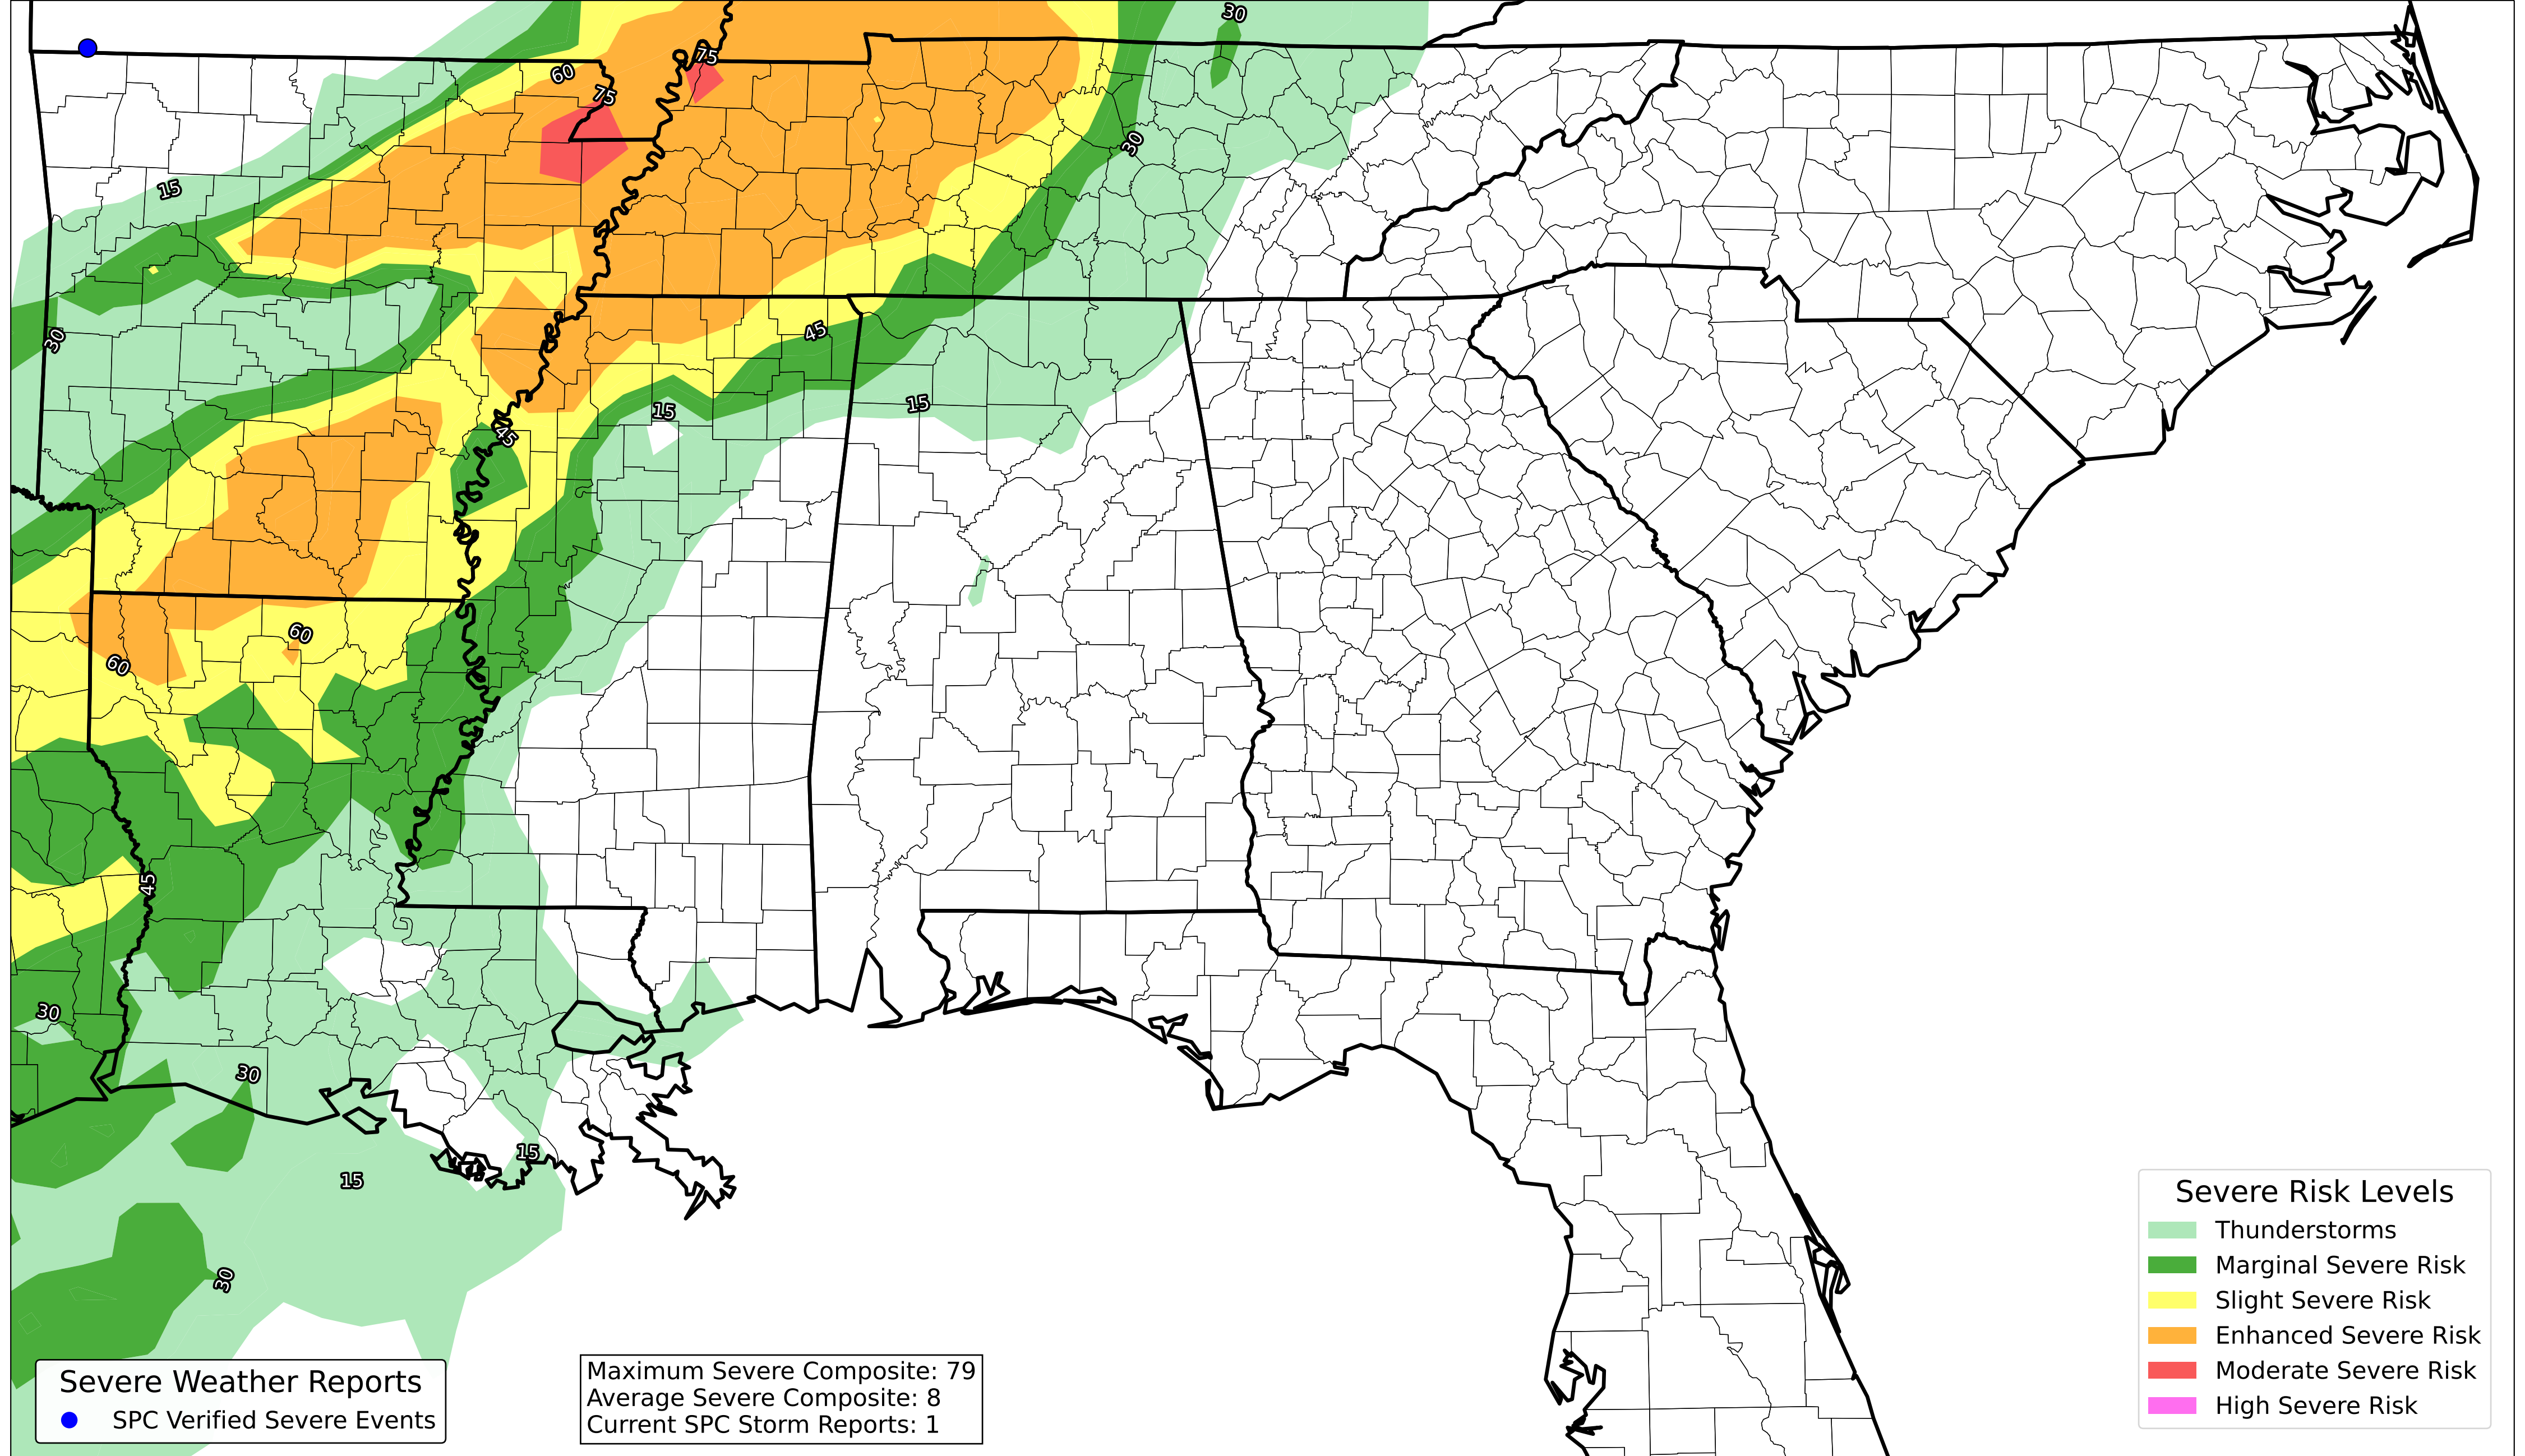 30
75
60
75
30
15
30
45
15
15
45
60
60
45
30
30
15
15
30
Severe Risk Levels
Thunderstorms
Marginal Severe Risk
Slight Severe Risk
Enhanced Severe Risk
Moderate Severe Risk
High Severe Risk
Severe Weather Reports
SPC Verified Severe Events
Maximum Severe Composite: 79
Average Severe Composite: 8
Current SPC Storm Reports: 1